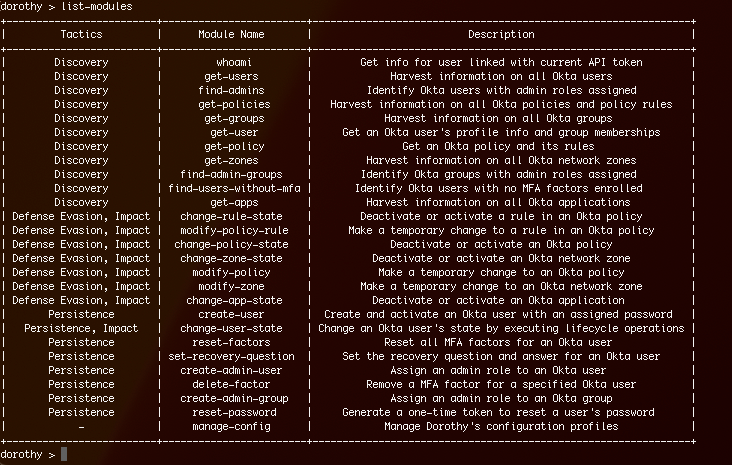 dorothy > list-modules
Tactics | Module Name | Description
Discovery | whoami | Get info for user linked with current API token
Discovery | get-users | Harvest information on all Okta users
Discovery | find-admins | Identify Okta users with admin roles assigned
Discovery | get-policies | Harvest information on all Okta policies and policy rules
Discovery | get-groups | Harvest information on all Okta groups
Discovery | get-user | Get an Okta user's profile info and group memberships
Discovery | get-policy | Get an Okta policy and its rules
Discovery | get-zones | Harvest information on all Okta network zones
Discovery | find-admin-groups | Identify Okta groups with admin roles assigned
Discovery | find-users-without-mfa | Identify Okta users with no MFA factors enrolled
Discovery | get-apps | Harvest information on all Okta applications
Defense Evasion, Impact | change-rule-state | Deactivate or activate a rule in an Okta policy
Defense Evasion, Impact | modify-policy-rule | Make a temporary change to a rule in an Okta policy
Defense Evasion, Impact | change-policy-state | Deactivate or activate an Okta policy
Defense Evasion, Impact | change-zone-state | Deactivate or activate an Okta network zone
Defense Evasion, Impact | modify-policy | Make a temporary change to an Okta policy
Defense Evasion, Impact | modify-zone | Make a temporary change to an Okta network zone
Defense Evasion, Impact | change-app-state | Deactivate or activate an Okta application
Persistence | create-user | Create and activate an Okta user with an assigned password
Persistence, Impact | change-user-state | Change an Okta user's state by executing lifecycle operations
Persistence | reset-factors | Reset all MFA factors for an Okta user
Persistence | set-recovery-question | Set the recovery question and answer for an Okta user
Persistence | create-admin-user | Assign an admin role to an Okta user
Persistence | delete-factor | Remove a MFA factor for a specified Okta user
Persistence | create-admin-group | Assign an admin role to an Okta group
Persistence | reset-password | Generate a one-time token to reset a user's password
- | manage-config | Manage Dorothy's configuration profiles
dorothy >